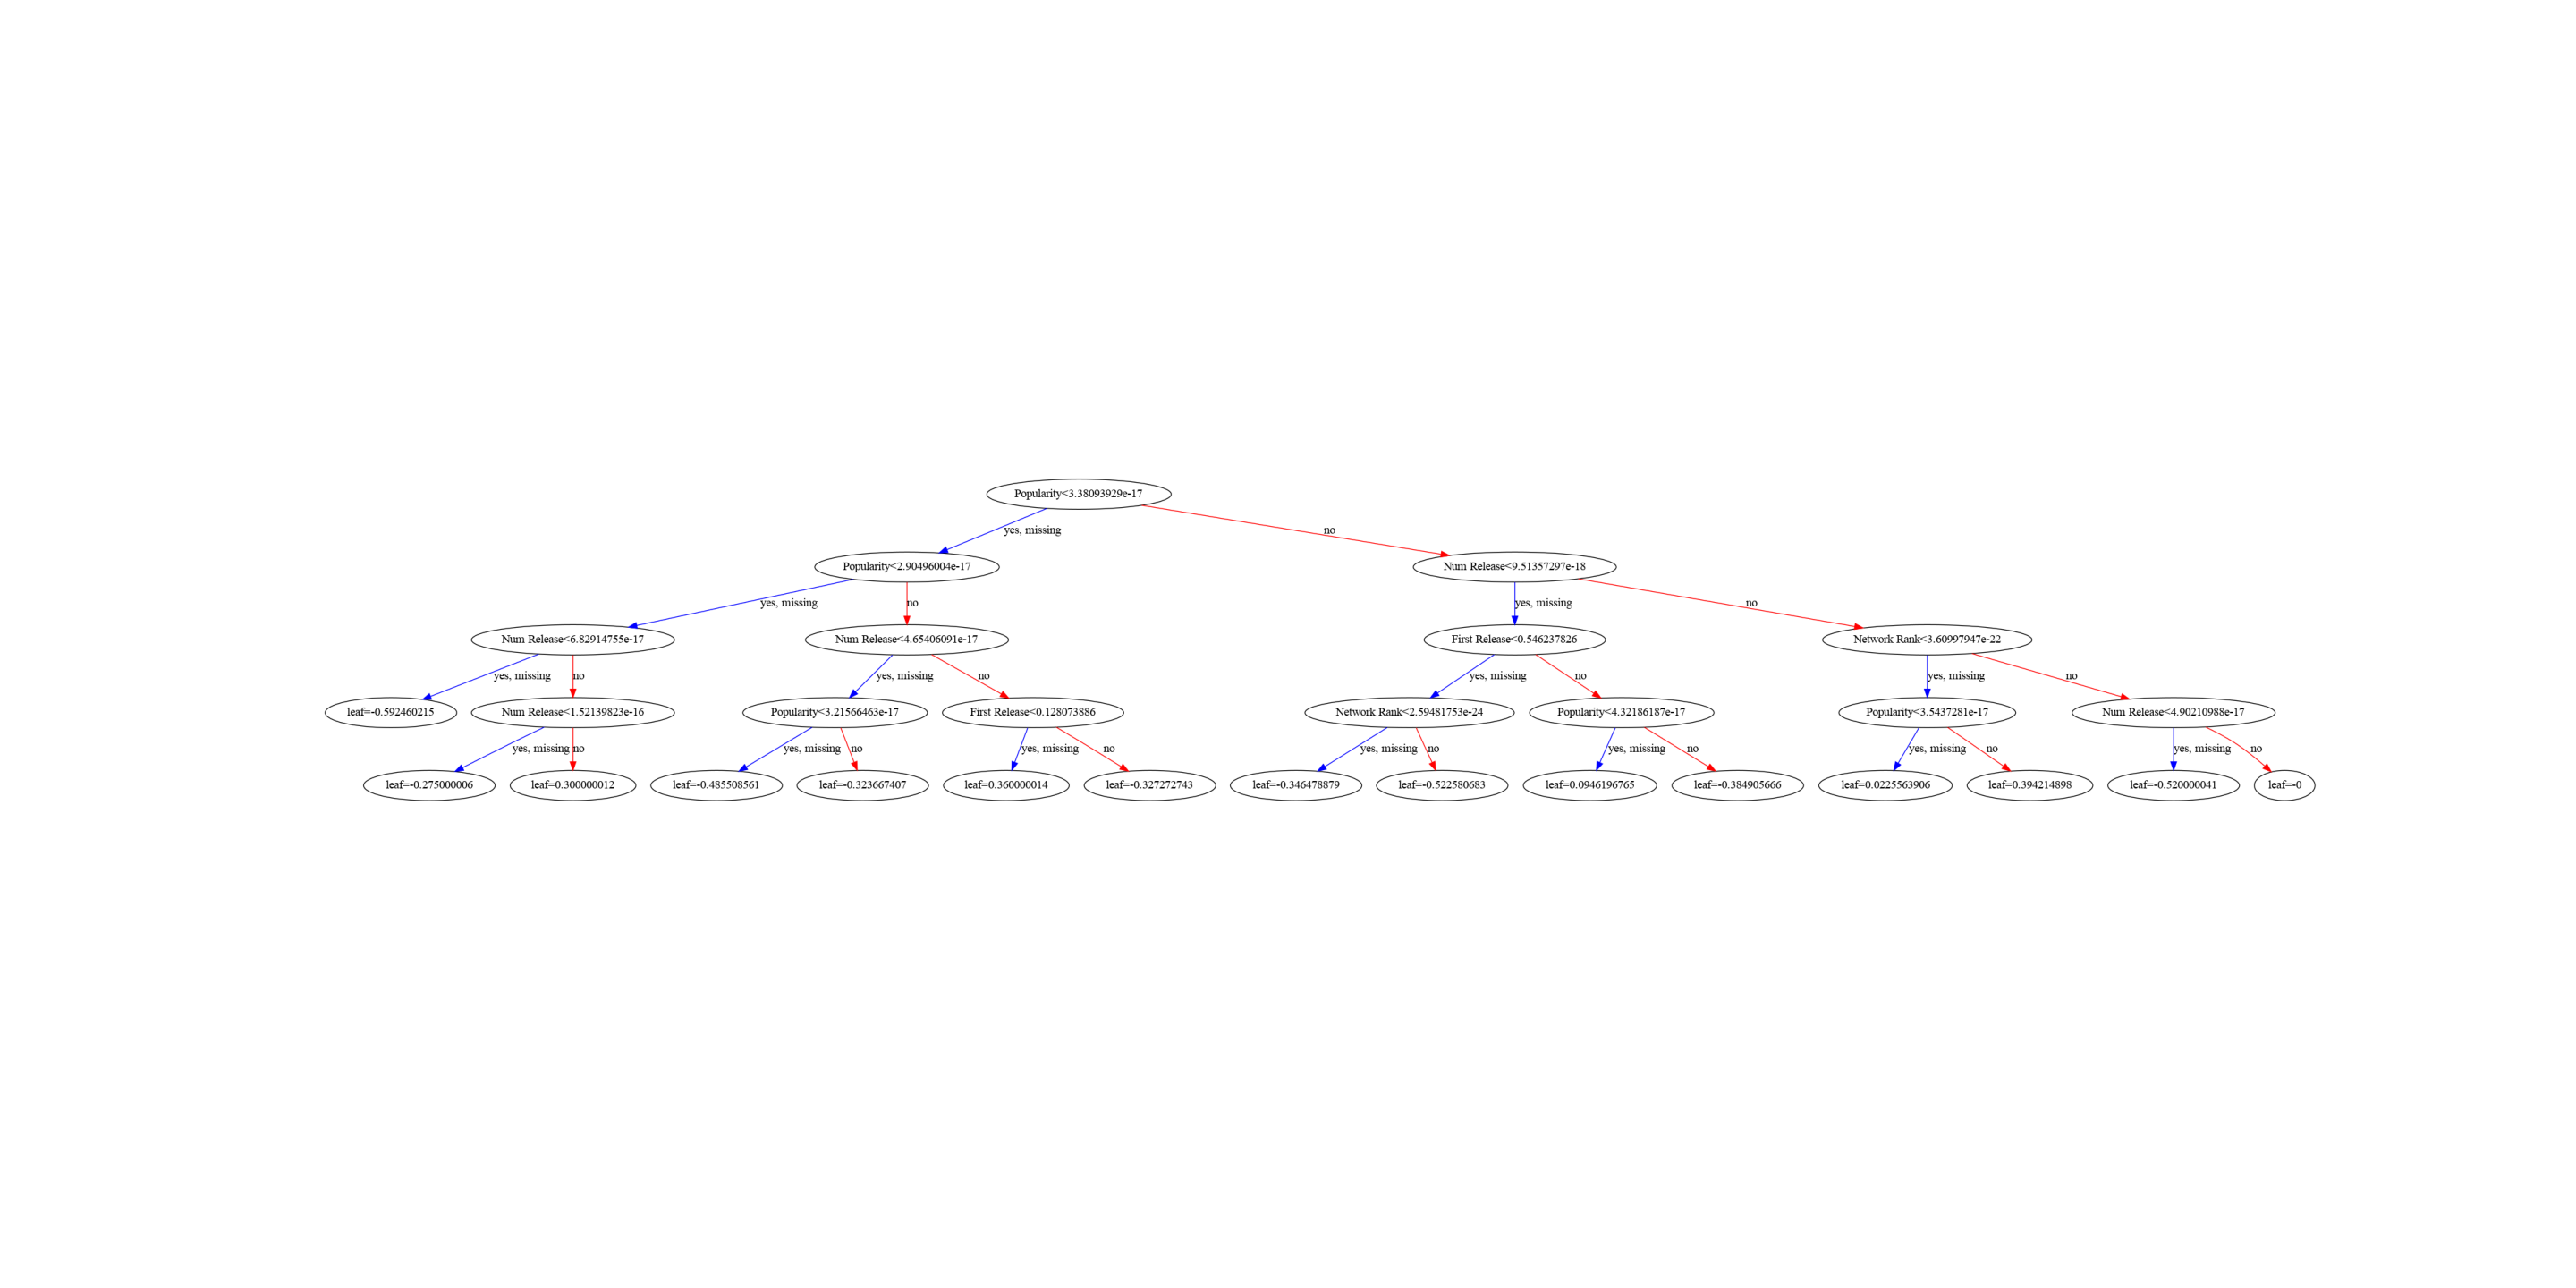 Popularity<3.38093929e-17
yes, missing
no
Popularity<2.90496004e-17
Num Release<9.51357297e-18
yes, missing
no
yes, missing
no
Num Release<6.82914755e-17
Num Release<4.65406091e-17
First Release<0.546237826
Network Rank<3.60997947e-22
yes, missing
no
yes, missing
no
yes, missing
no
yes, missing
no
leaf=-0.592460215
Num Release<1.52139823e-16
Popularity<3.21566463e-17
First Release<0.128073886
Network Rank<2.59481753e-24
Popularity<4.32186187e-17
Popularity<3.5437281e-17
Num Release<4.90210988e-17
yes, missing
no
yes, missing
no
yes, missing
no
yes, missing
no
yes, missing
no
yes, missing
no
yes, missing
no
leaf=-0.275000006
leaf=0.300000012
leaf=-0.485508561
leaf=-0.323667407
leaf=0.360000014
leaf=-0.327272743
leaf=-0.346478879
leaf=-0.522580683
leaf=0.0946196765
leaf=-0.384905666
leaf=0.0225563906
leaf=0.394214898
leaf=-0.520000041
leaf=-0